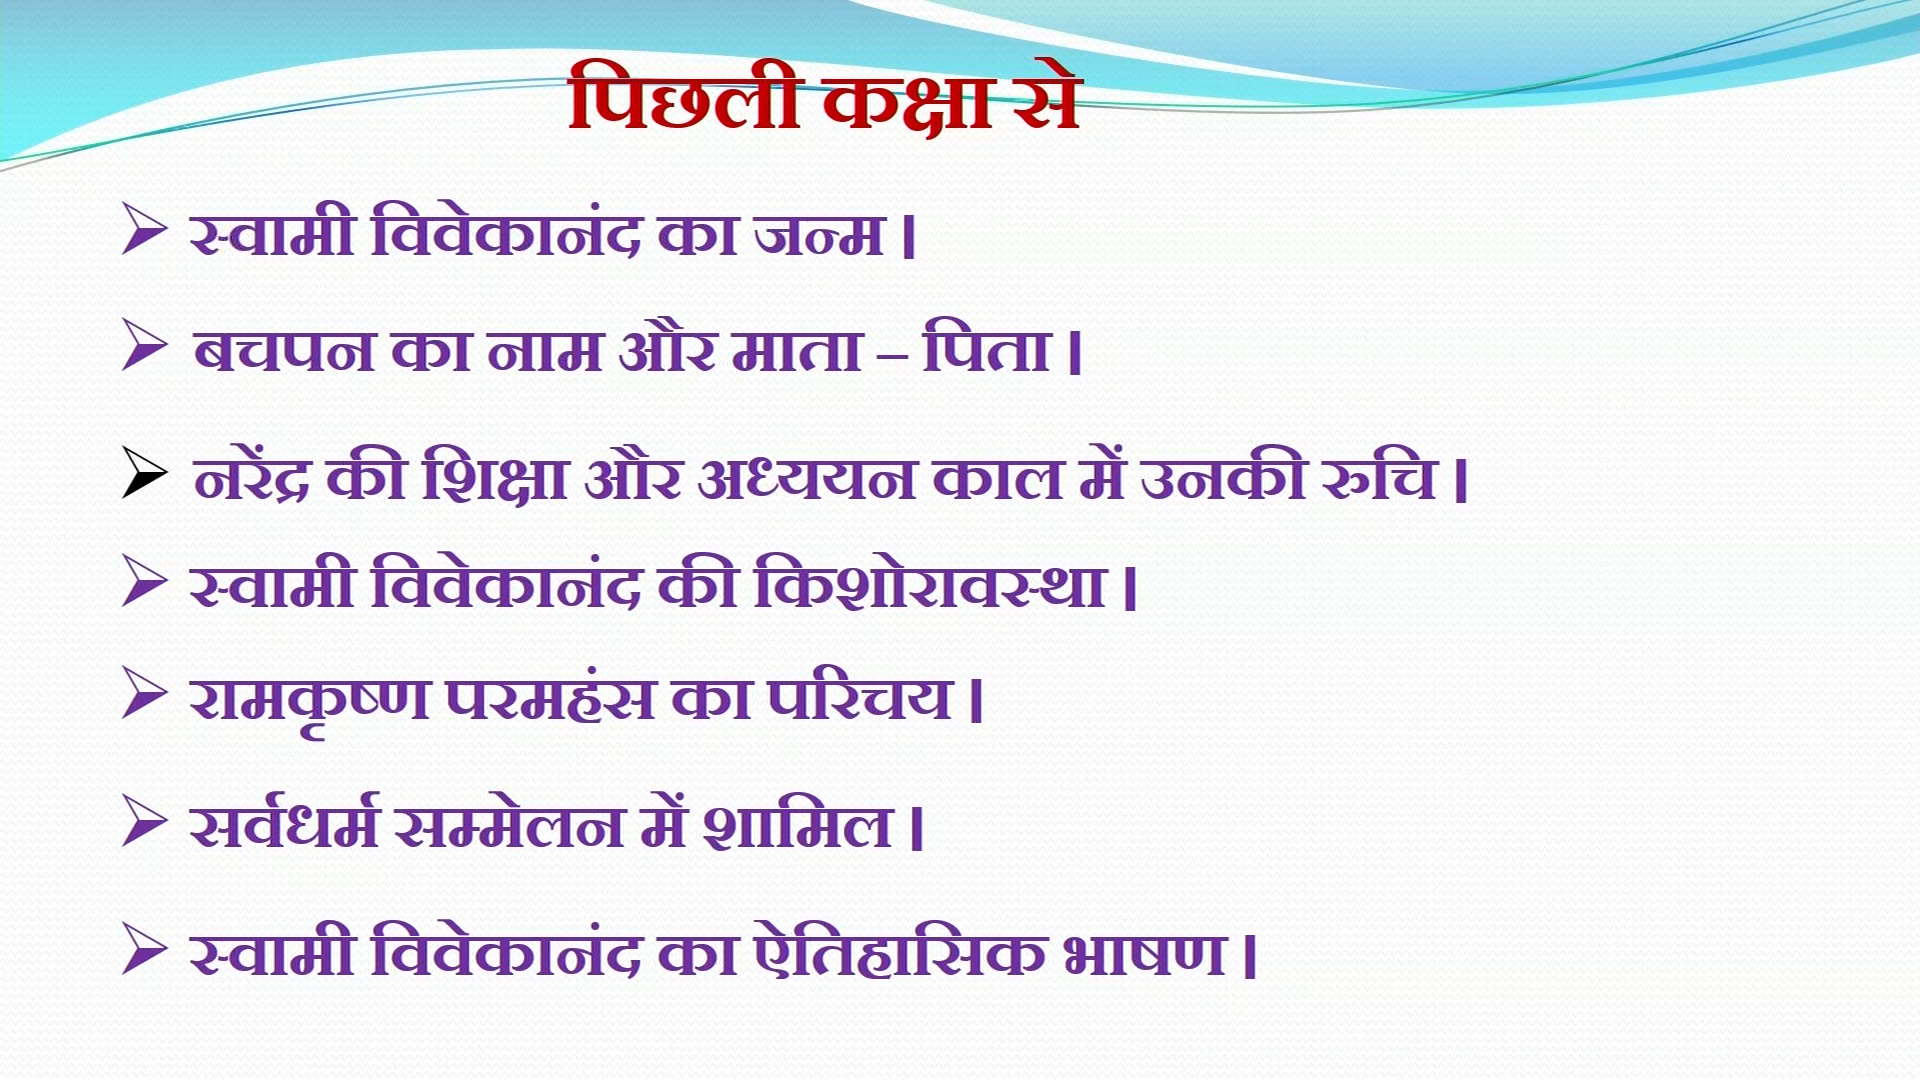 पिछली कक्षा से
स्वामी विवेकानंद का जन्म ।
बचपन का नाम और माता – पिता ।
नरेंद्र की शिक्षा और अध्ययन काल में उनकी रुचि ।
स्वामी विवेकानंद की किशोरावस्था ।
रामकृष्ण परमहंस का परिचय ।
सर्वधर्म सम्मेलन में शामिल ।
स्वामी विवेकानंद का ऐतिहासिक भाषण ।